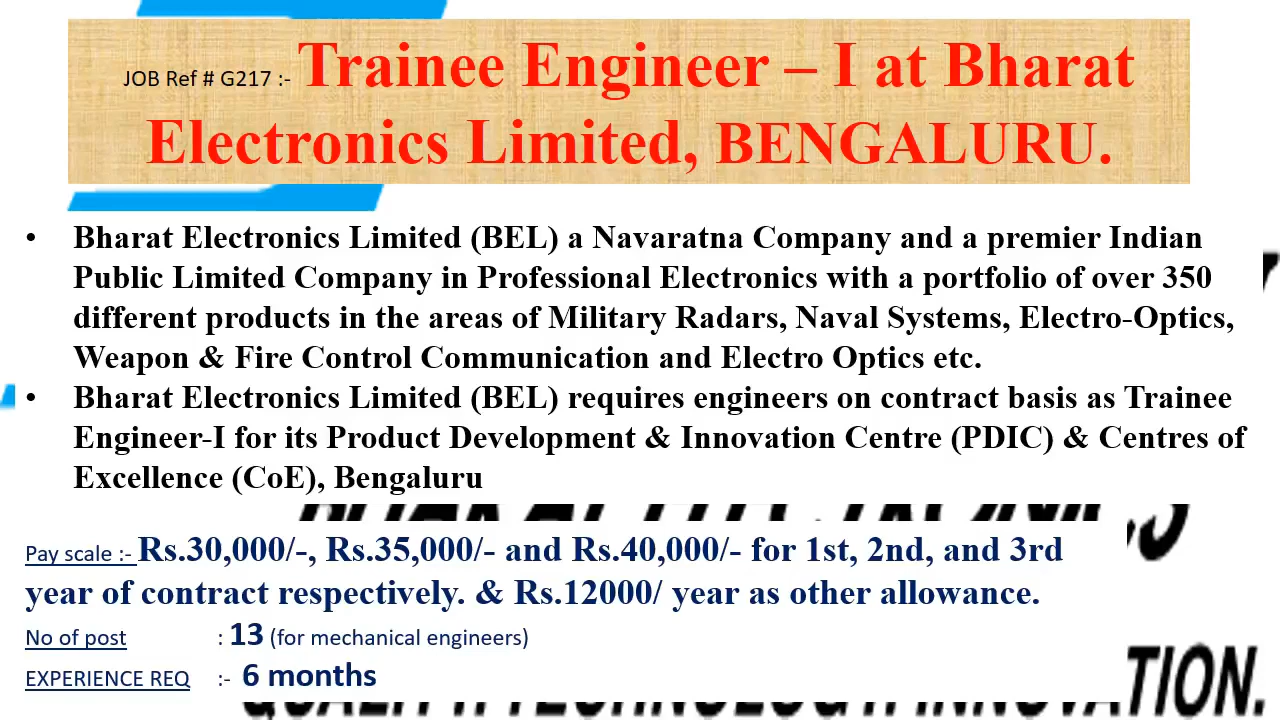 JOB Ref # G217 :- Trainee Engineer – I at Bharat
Electronics Limited, BENGALURU.
• Bharat Electronics Limited (BEL) a Navaratna Company and a premier Indian
Public Limited Company in Professional Electronics with a portfolio of over 350
different products in the areas of Military Radars, Naval Systems, Electro-Optics,
Weapon & Fire Control Communication and Electro Optics etc.
• Bharat Electronics Limited (BEL) requires engineers on contract basis as Trainee
Engineer-I for its Product Development & Innovation Centre (PDIC) & Centres of
Excellence (CoE), Bengaluru
Pay scale :- Rs.30,000/-, Rs.35,000/- and Rs.40,000/- for 1st, 2nd, and 3rd
year of contract respectively. & Rs.12000/ year as other allowance.
No of post : 13 (for mechanical engineers)
EXPERIENCE REQ :- 6 months
TION.